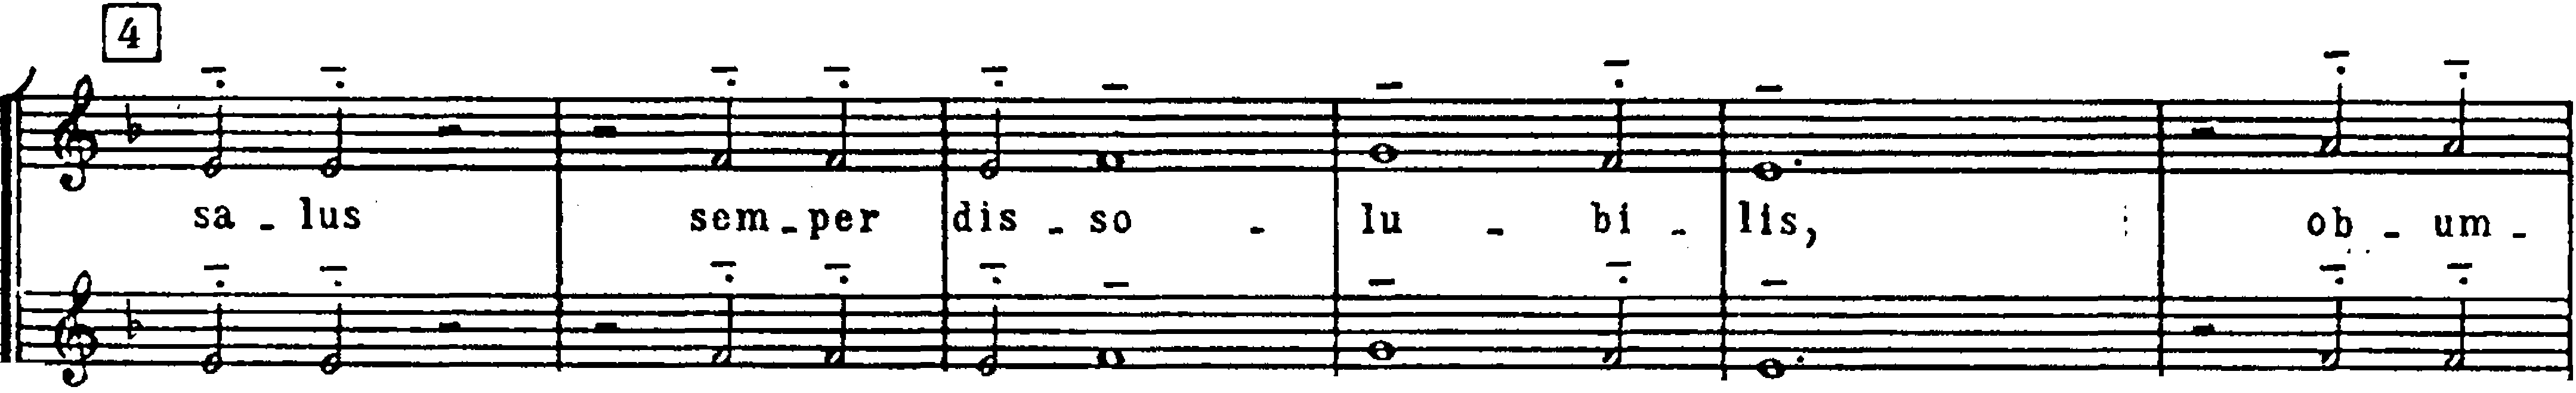 4
sa - lus sem - per dis - so - lu - bi - lis, ob - um -